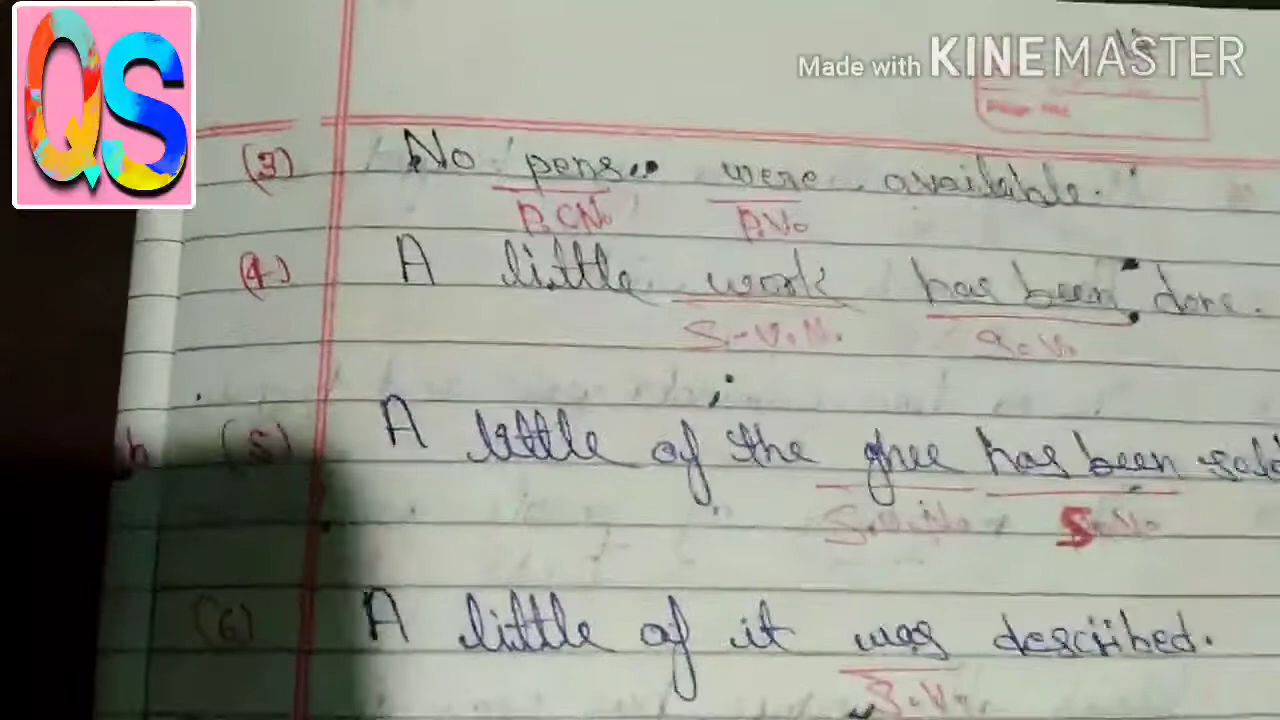 QS
Made with KINEMASTER
(3) No pens were available.
P.C.N. P.V.
(4) A little work has been done.
S.-U.N. S.V.
(5) A little of the ghee has been sold
S.U.N. S.V.
(6) A little of it was described.
S.V.